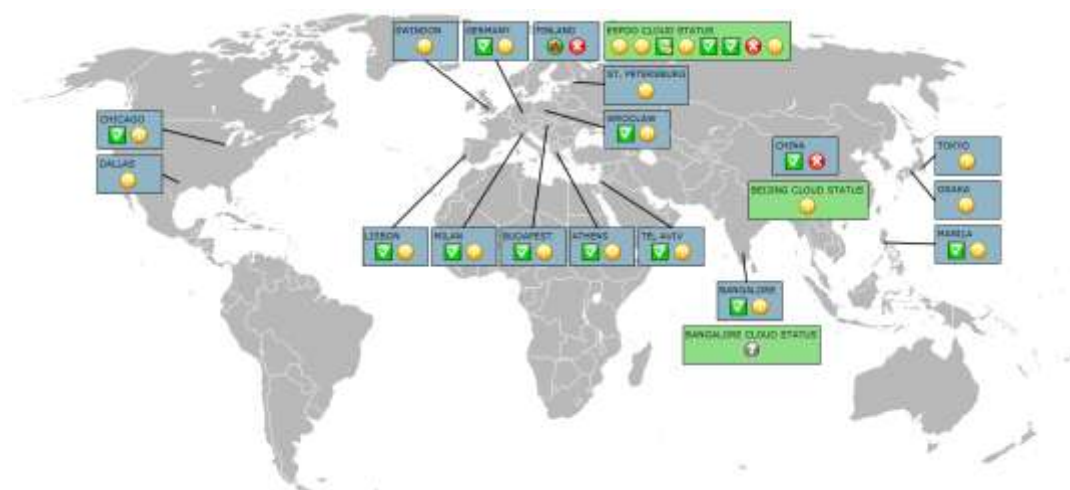 SWINDON
GERMANY
FINLAND
ESPOO CLOUD STATUS
ST. PETERSBURG
CHICAGO
WROCLAW
DALLAS
CHINA
TOKYO
BEIJING CLOUD STATUS
OSAKA
LISBON
MILAN
BUDAPEST
ATHENS
TEL AVIV
MANILA
BANGALORE
BANGALORE CLOUD STATUS